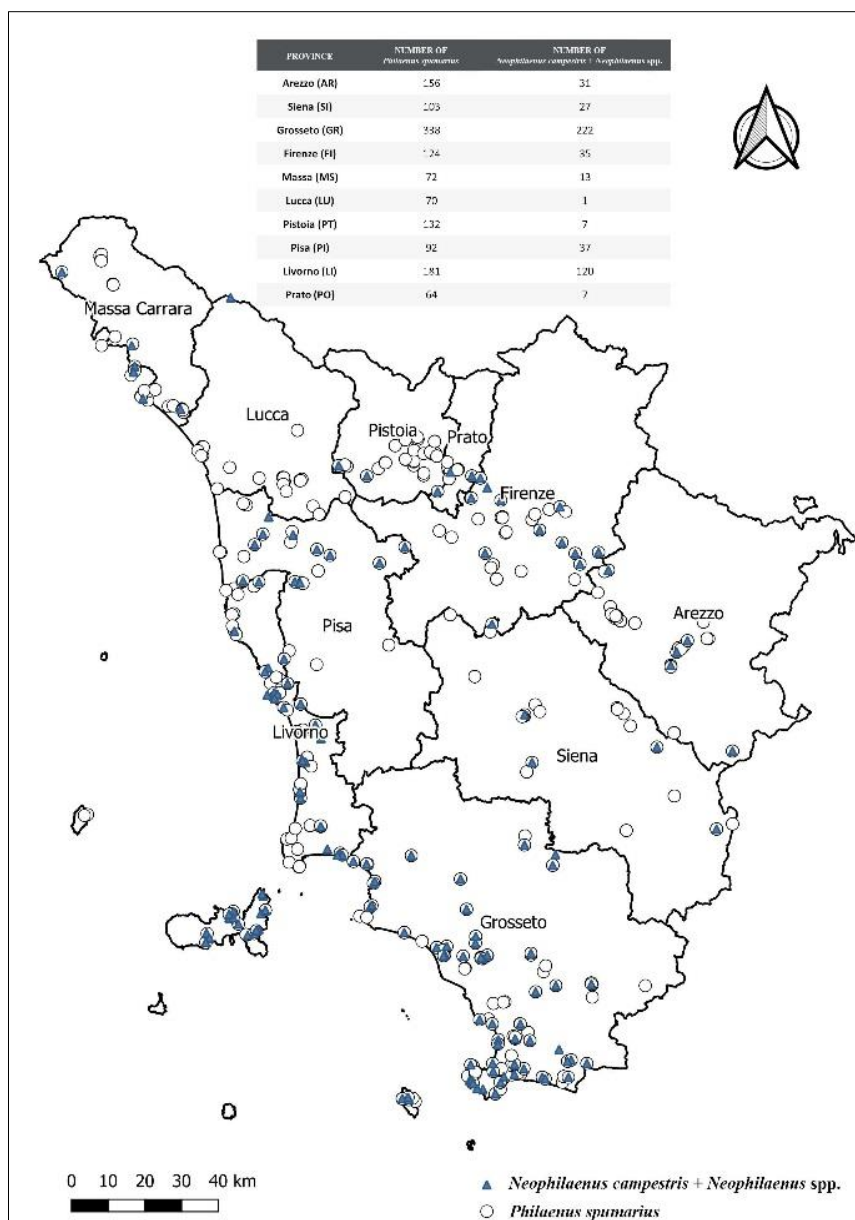 PROVINCE NUMBER OF Philaenus spumarius NUMBER OF Neophilaenus campestris + Neophilaenus spp.
Arezzo (AR) 156 31
Siena (SI) 103 27
Grosseto (GR) 338 222
Firenze (FI) 124 35
Massa (MS) 72 13
Lucca (LU) 70 1
Pistoia (PT) 132 7
Pisa (PI) 92 37
Livorno (LI) 181 120
Prato (PO) 64 7
Massa Carrara
Lucca
Pistoia
Prato
Firenze
Arezzo
Pisa
Livorno
Siena
Grosseto
0 10 20 30 40 km
Neophilaenus campestris + Neophilaenus spp.
Philaenus spumarius